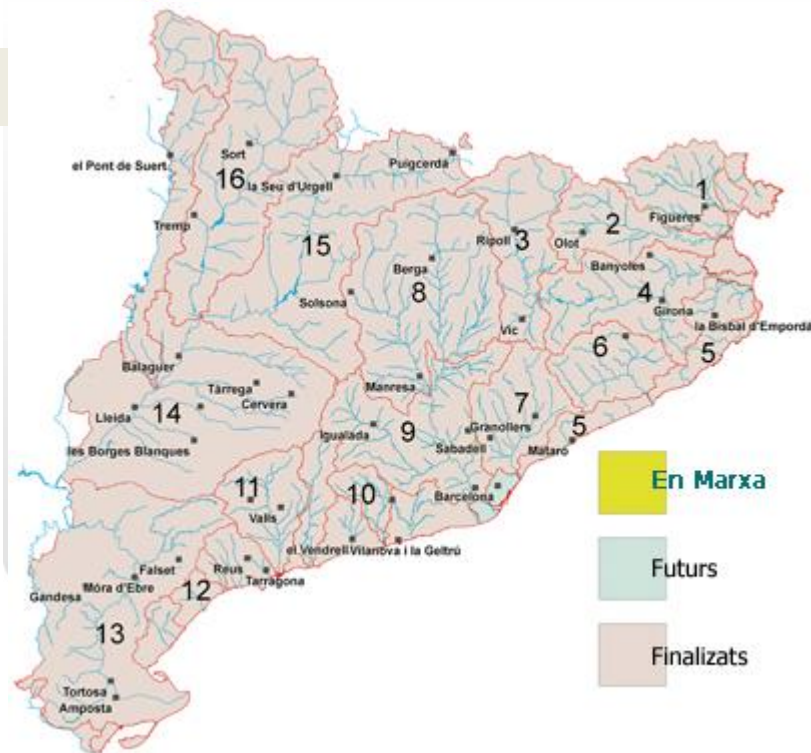 Sort
el Pont de Suert
16
la Seu d'Urgell
Puigcerdà
Tremp
15
Solsona
Berga
8
Ripoll
3
Vic
Olot
2
1
Figueres
Banyoles
4
Girona
la Bisbal d'Empordà
6
5
Balaguer
Tàrrega
Cervera
Lleida
14
les Borges Blanques
Manresa
Igualada
9
7
Granollers
Sabadell
5
Mataró
11
Valls
10
Barcelona
el Vendrell
Vilanova i la Geltrú
Falset
Reus
Tarragona
Móra d'Ebre
Gandesa
12
13
Tortosa
Amposta
En Marxa
Futurs
Finalizats